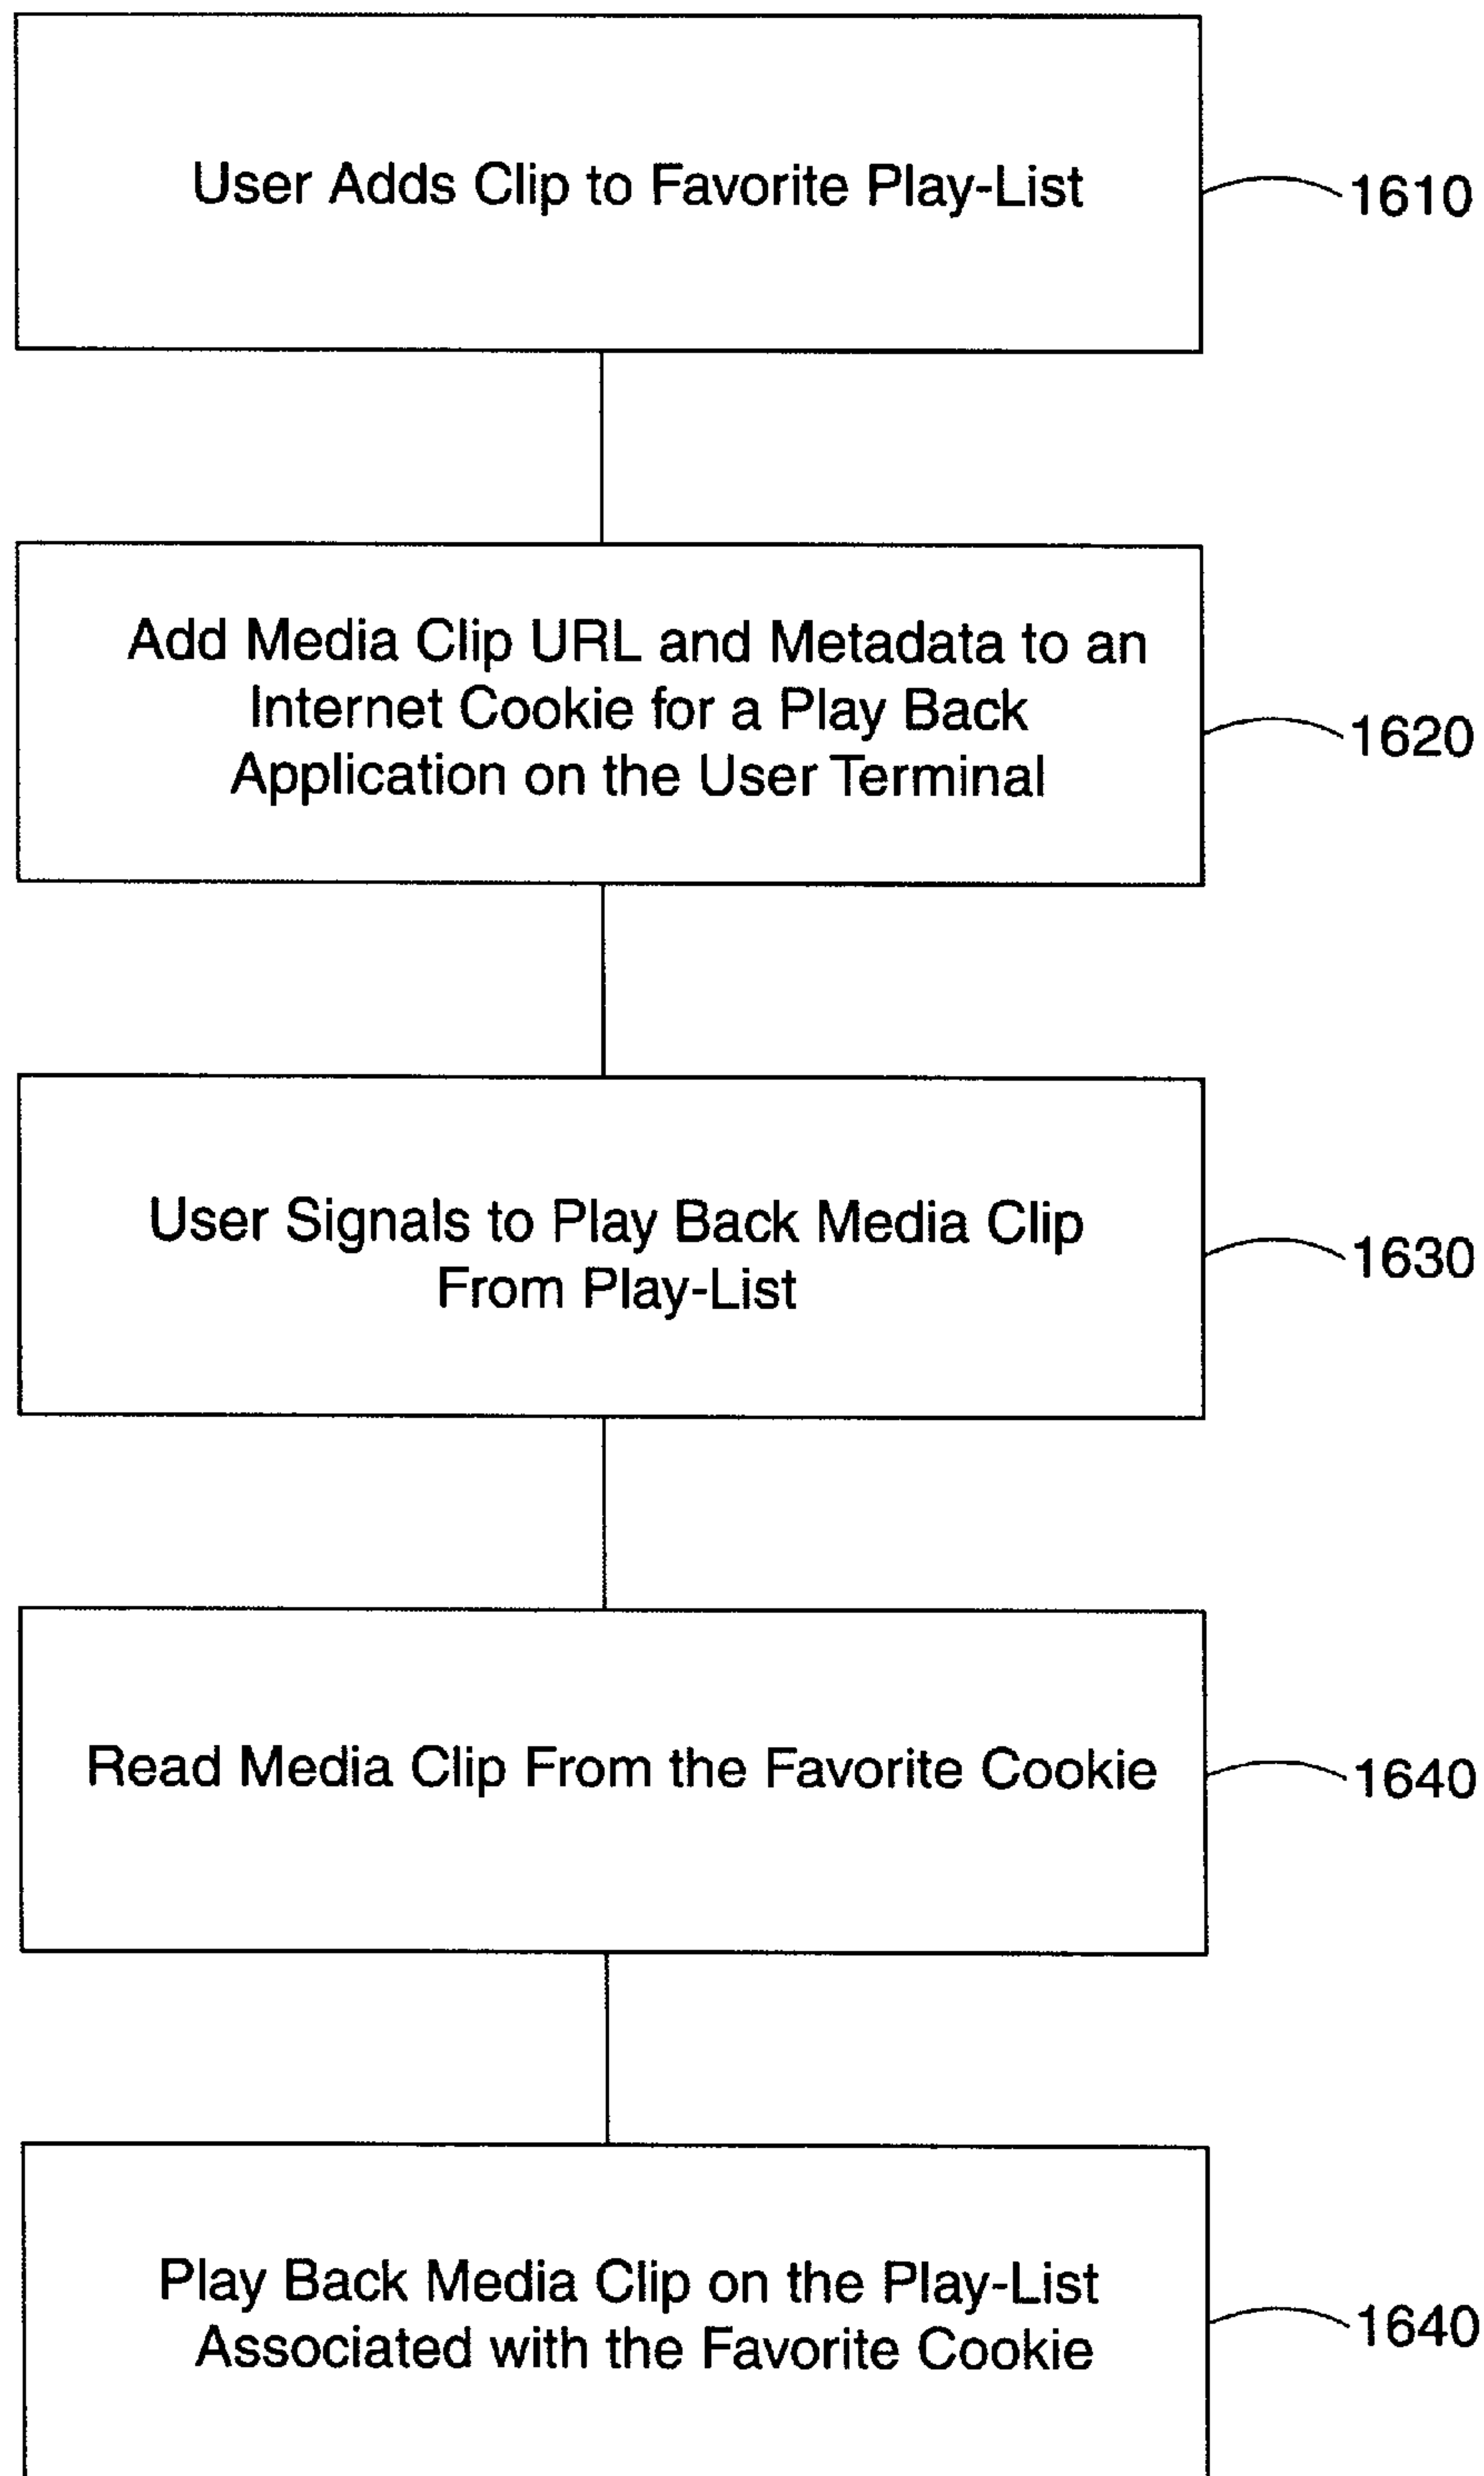 User Adds Clip to Favorite Play-List
1610
Add Media Clip URL and Metadata to an
Internet Cookie for a Play Back
Application on the User Terminal
1620
User Signals to Play Back Media Clip
From Play-List
1630
Read Media Clip From the Favorite Cookie
1640
Play Back Media Clip on the Play-List
Associated with the Favorite Cookie
1640